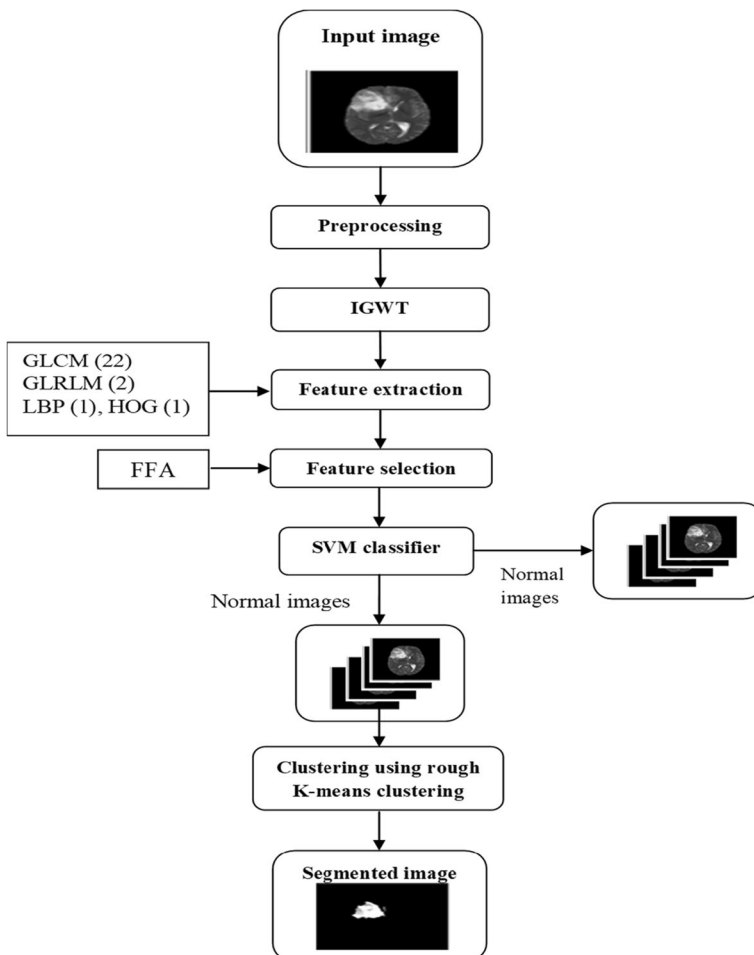 Input image
Preprocessing
IGWT
GLCM (22)
GLRLM (2)
LBP (1), HOG (1)
Feature extraction
FFA
Feature selection
SVM classifier
Normal
images
Normal images
Clustering using rough
K-means clustering
Segmented image